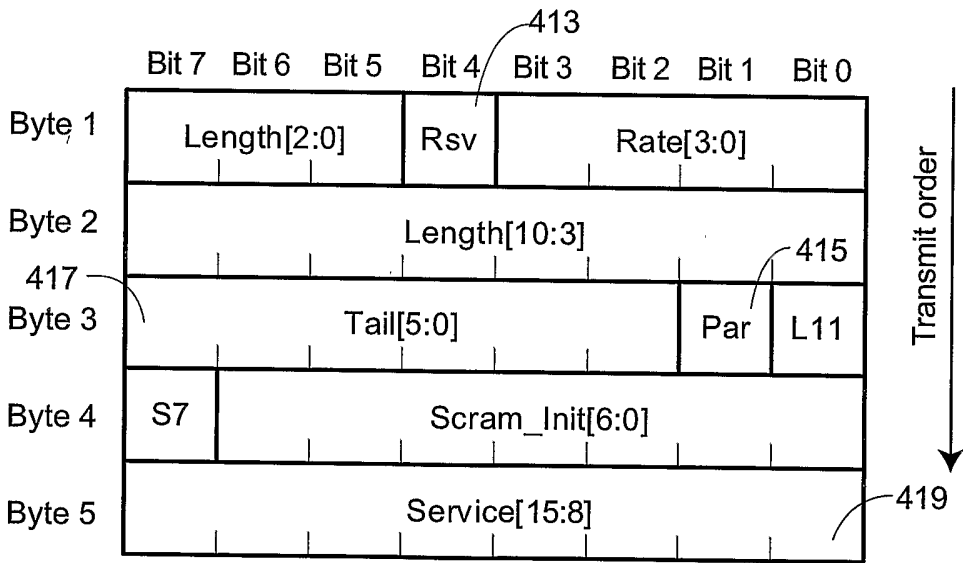 413
Bit 7 Bit 6 Bit 5 Bit 4 Bit 3 Bit 2 Bit 1 Bit 0
Byte 1 Length[2:0] Rsv Rate[3:0]
Byte 2 Length[10:3]
415
417
Byte 3 Tail[5:0] Par L11
Byte 4 S7 Scram_Init[6:0]
Byte 5 Service[15:8]
419
Transmit order